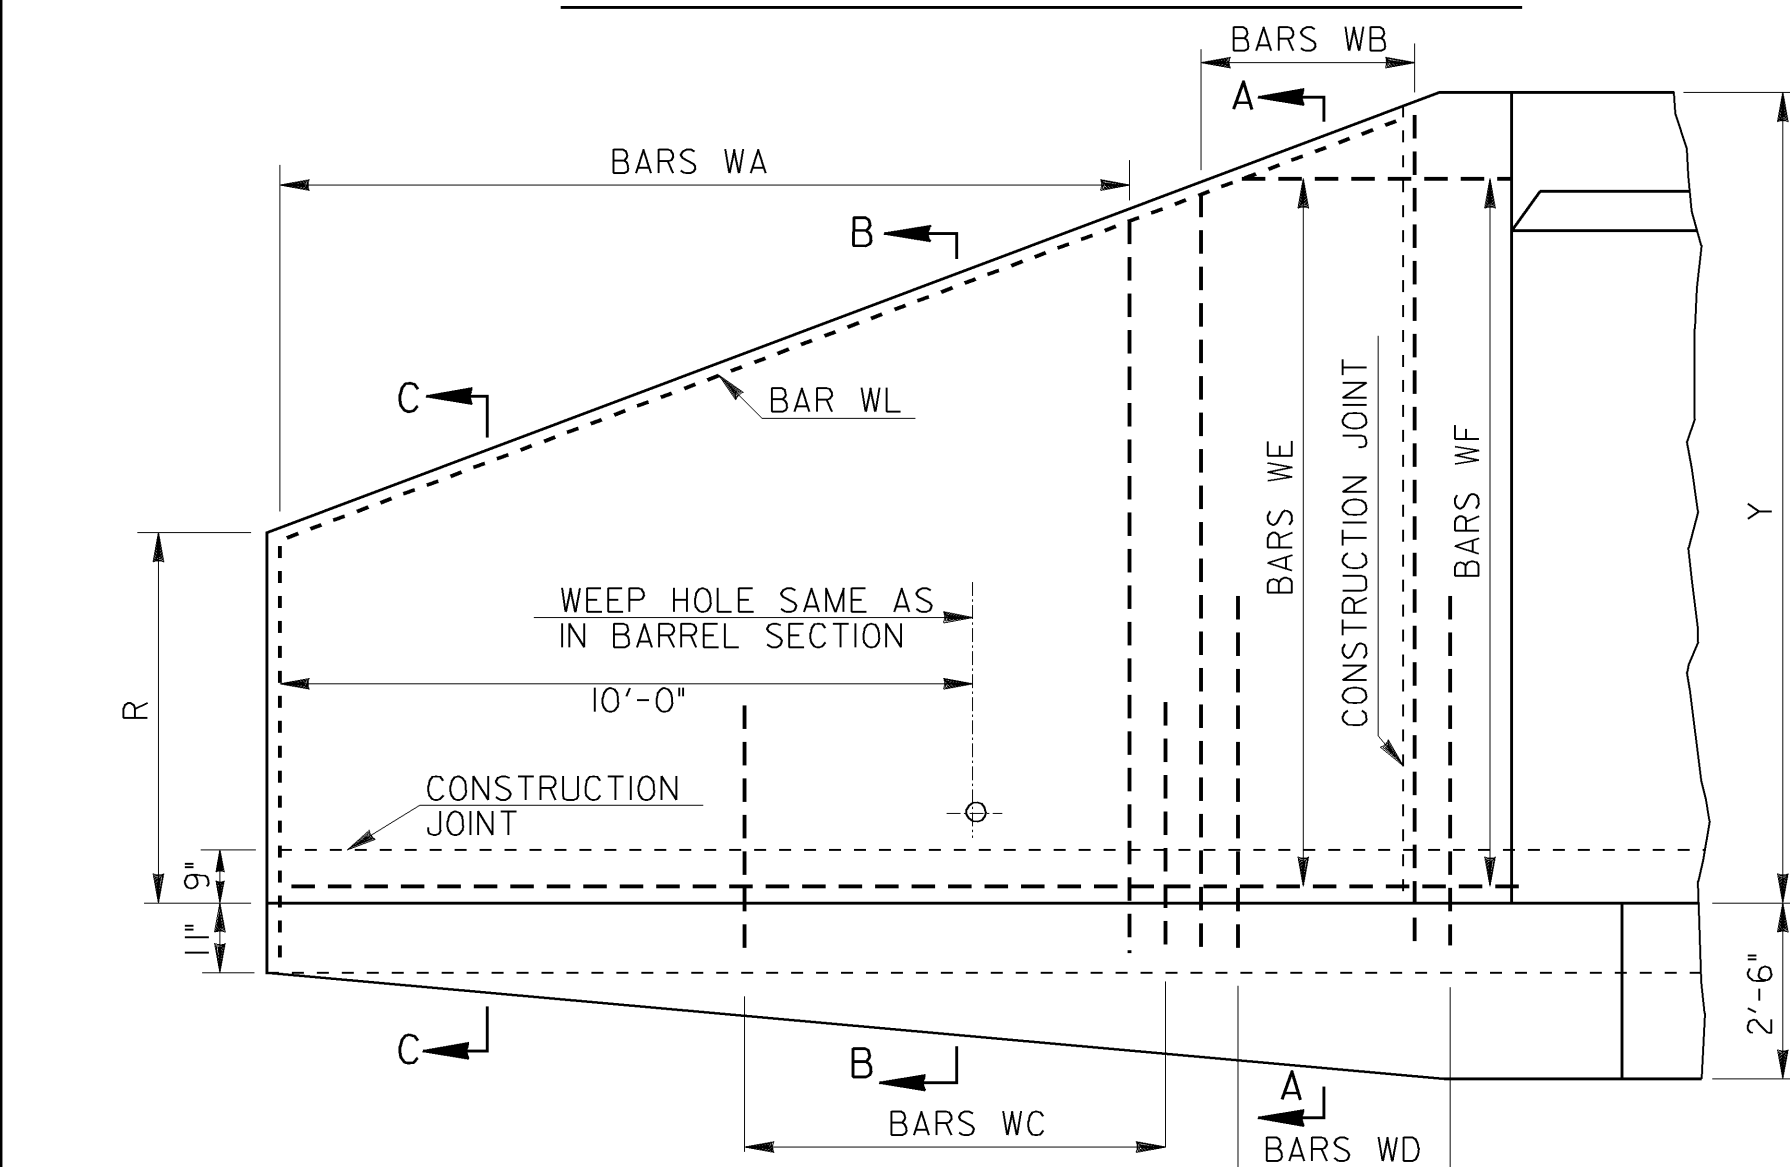 BARS WB
A
BARS WA
B
C
BAR WL
BARS WE
CONSTRUCTION JOINT
BARS WF
Y
WEEP HOLE SAME AS
IN BARREL SECTION
10'-0"
R
CONSTRUCTION
JOINT
9"
11"
2'-6"
C
B
A
BARS WC
BARS WD